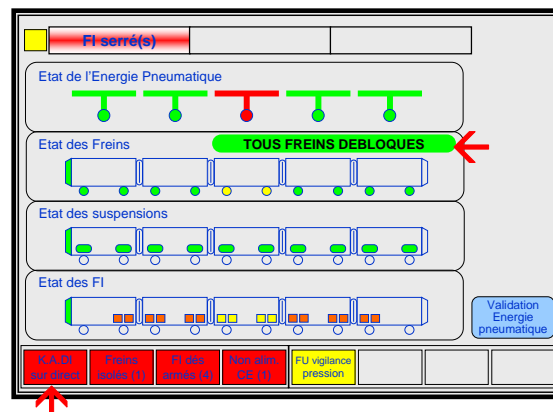 FI serré(s)
Etat de l'Energie Pneumatique
Etat des Freins
TOUS FREINS DEBLOQUES
Etat des suspensions
Etat des FI
Validation
Energie
pneumatique
K.A.DI
sur direct
Freins
isolés (1)
FI dés
armés (4)
Non alim
CE (1)
FU vigilance
pression